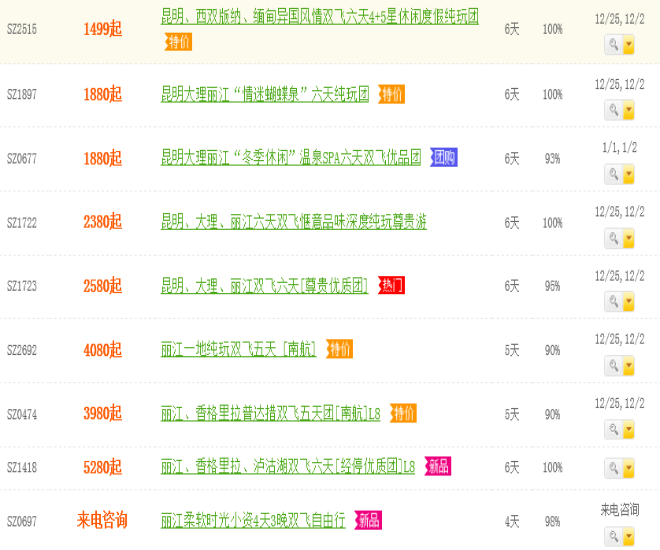 昆明、西双版纳、缅甸异国风情双飞六天4+5星休闲度假纯玩团
12/25,12/2
SZ2515 1499起 6天 100%
特价
12/25,12/2
SZ1897 1880起 昆明大理丽江“情迷蝴蝶泉”六天纯玩团 特价 6天 100%
1/1,1/2
SZ0677 1880起 昆明大理丽江“冬季休闲”温泉SPA六天双飞优品团 团购 6天 93%
12/25,12/2
SZ1722 2380起 昆明、大理、丽江六天双飞惬意品味深度纯玩尊贵游 6天 100%
12/25,12/2
SZ1723 2580起 昆明、大理、丽江双飞六天[尊贵优质团] 热门 6天 95%
12/25,12/2
SZ2692 4080起 丽江一地纯玩双飞五天 [南航] 特价 5天 90%
12/25,12/2
SZ0474 3980起 丽江、香格里拉普达措双飞五天团[南航]L8 特价 5天 90%
SZ1418 5280起 丽江、香格里拉、泸沽湖双飞六天[经停优质团]L8 新品 6天 100%
来电咨询
SZ0697 来电咨询 丽江柔软时光小资4天3晚双飞自由行 新品 4天 98%